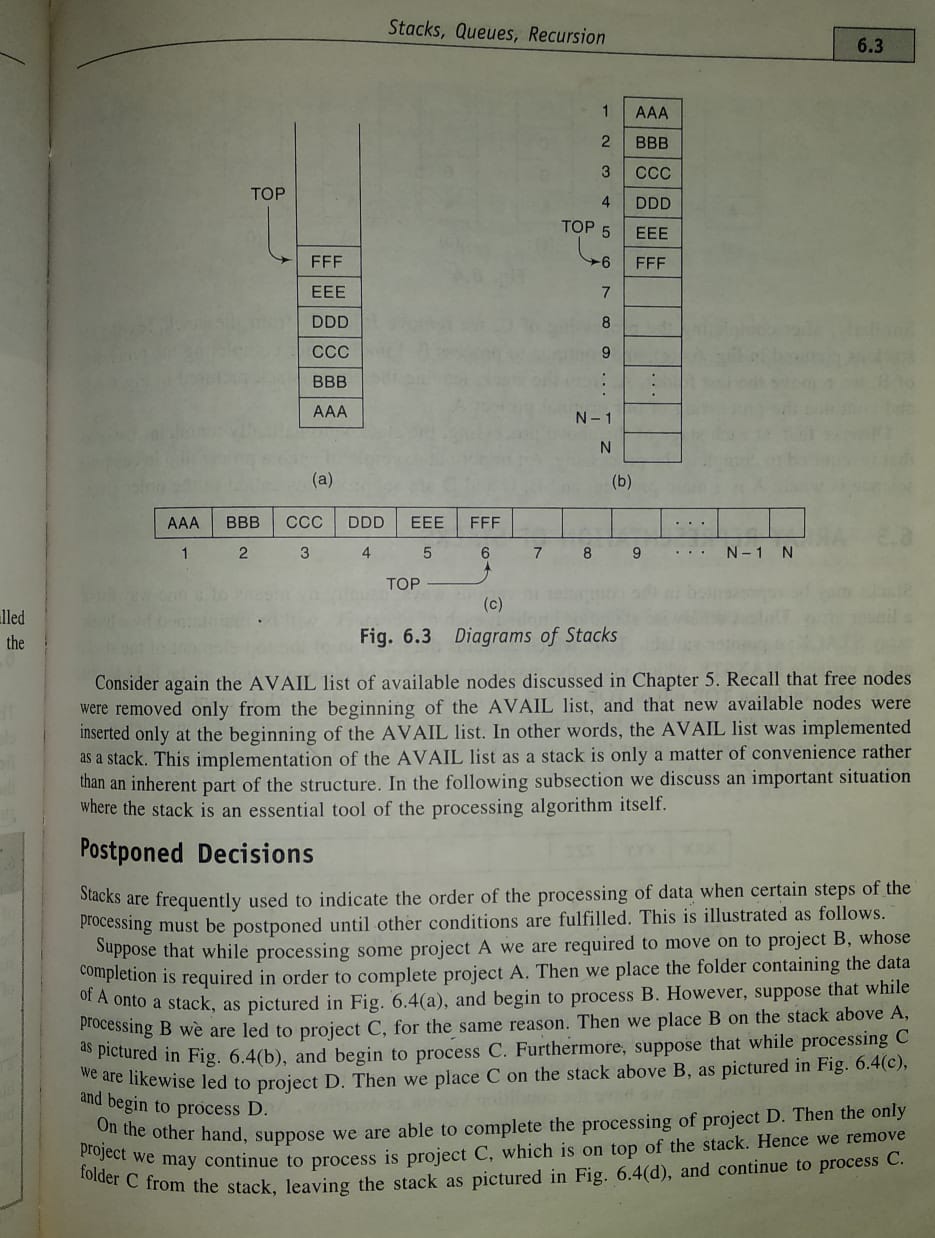 Stacks, Queues, Recursion
6.3
TOP
FFF
EEE
DDD
CCC
BBB
AAA
(a)
1 AAA
2 BBB
3 CCC
4 DDD
TOP 5 EEE
6 FFF
7
8
9
⋮ ⋮
N – 1
N
(b)
AAA BBB CCC DDD EEE FFF · · ·
1 2 3 4 5 6 7 8 9 · · · N – 1 N
TOP
(c)
Fig. 6.3 Diagrams of Stacks
the
Consider again the AVAIL list of available nodes discussed in Chapter 5. Recall that free nodes
were removed only from the beginning of the AVAIL list, and that new available nodes were
inserted only at the beginning of the AVAIL list. In other words, the AVAIL list was implemented
as a stack. This implementation of the AVAIL list as a stack is only a matter of convenience rather
than an inherent part of the structure. In the following subsection we discuss an important situation
where the stack is an essential tool of the processing algorithm itself.
Postponed Decisions
Stacks are frequently used to indicate the order of the processing of data when certain steps of the
processing must be postponed until other conditions are fulfilled. This is illustrated as follows.
Suppose that while processing some project A we are required to move on to project B, whose
completion is required in order to complete project A. Then we place the folder containing the data
of A onto a stack, as pictured in Fig. 6.4(a), and begin to process B. However, suppose that while
processing B we are led to project C, for the same reason. Then we place B on the stack above A,
as pictured in Fig. 6.4(b), and begin to process C. Furthermore, suppose that while processing C
we are likewise led to project D. Then we place C on the stack above B, as pictured in Fig. 6.4(c),
and begin to process D.
On the other hand, suppose we are able to complete the processing of project D. Then the only
project we may continue to process is project C, which is on top of the stack. Hence we remove
folder C from the stack, leaving the stack as pictured in Fig. 6.4(d), and continue to process C.